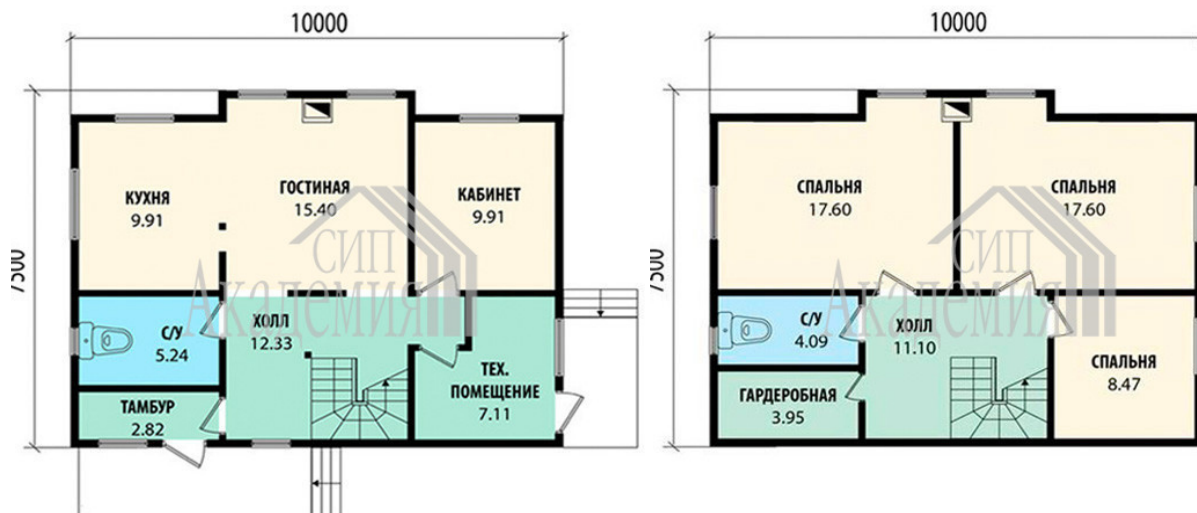 10000
10000
7500
КУХНЯ
9.91
ГОСТИНАЯ
15.40
КАБИНЕТ
9.91
С/У
5.24
ХОЛЛ
12.33
ТЕХ.
ПОМЕЩЕНИЕ
7.11
ТАМБУР
2.82
7500
СПАЛЬНЯ
17.60
СПАЛЬНЯ
17.60
С/У
4.09
ХОЛЛ
11.10
СПАЛЬНЯ
8.47
ГАРДЕРОБНАЯ
3.95
СИП
Академия
СИП
Академия